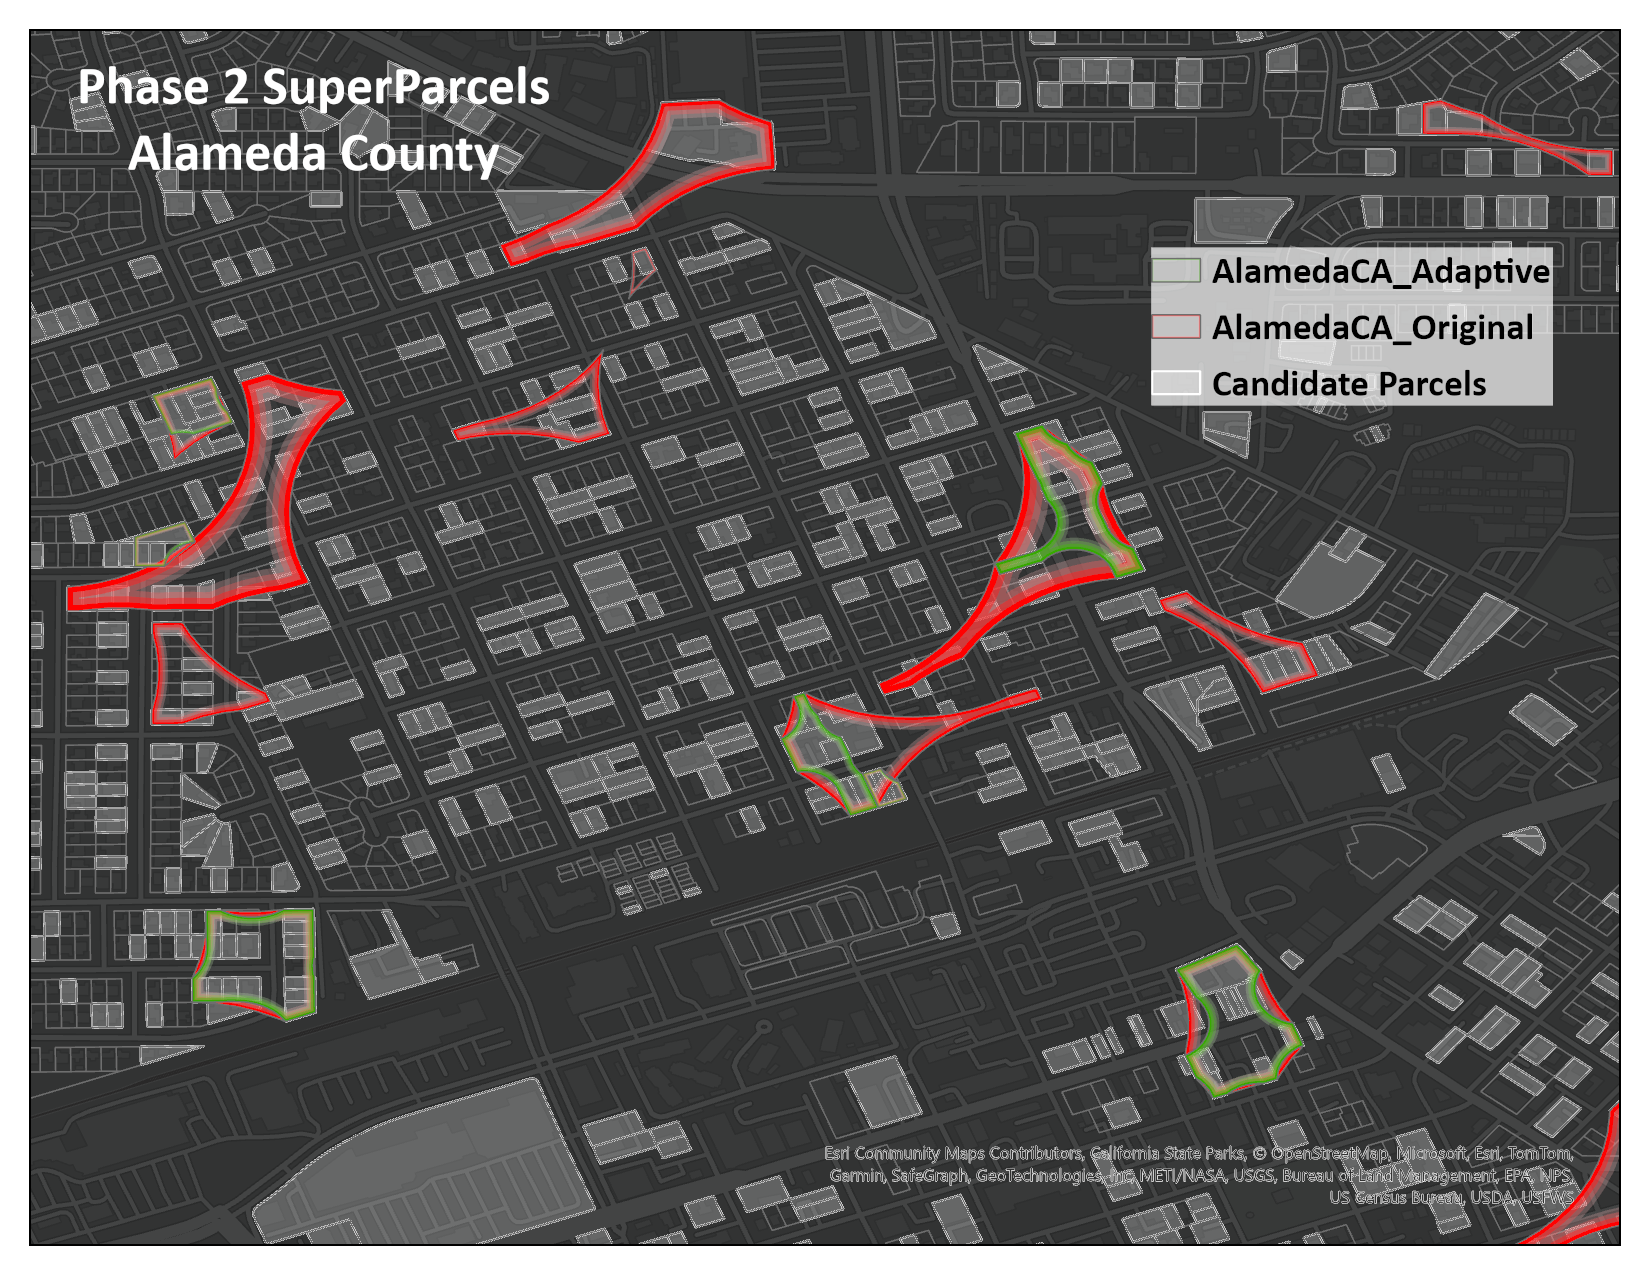 Phase 2 SuperParcels
Alameda County
AlamedaCA_Adaptive
AlamedaCA_Original
Candidate Parcels
Esri Community Maps Contributors, California State Parks, © OpenStreetMap, Microsoft, Esri, TomTom,
Garmin, SafeGraph, GeoTechnologies, Inc, METI/NASA, USGS, Bureau of Land Management, EPA, NPS,
US Census Bureau, USDA, USFWS